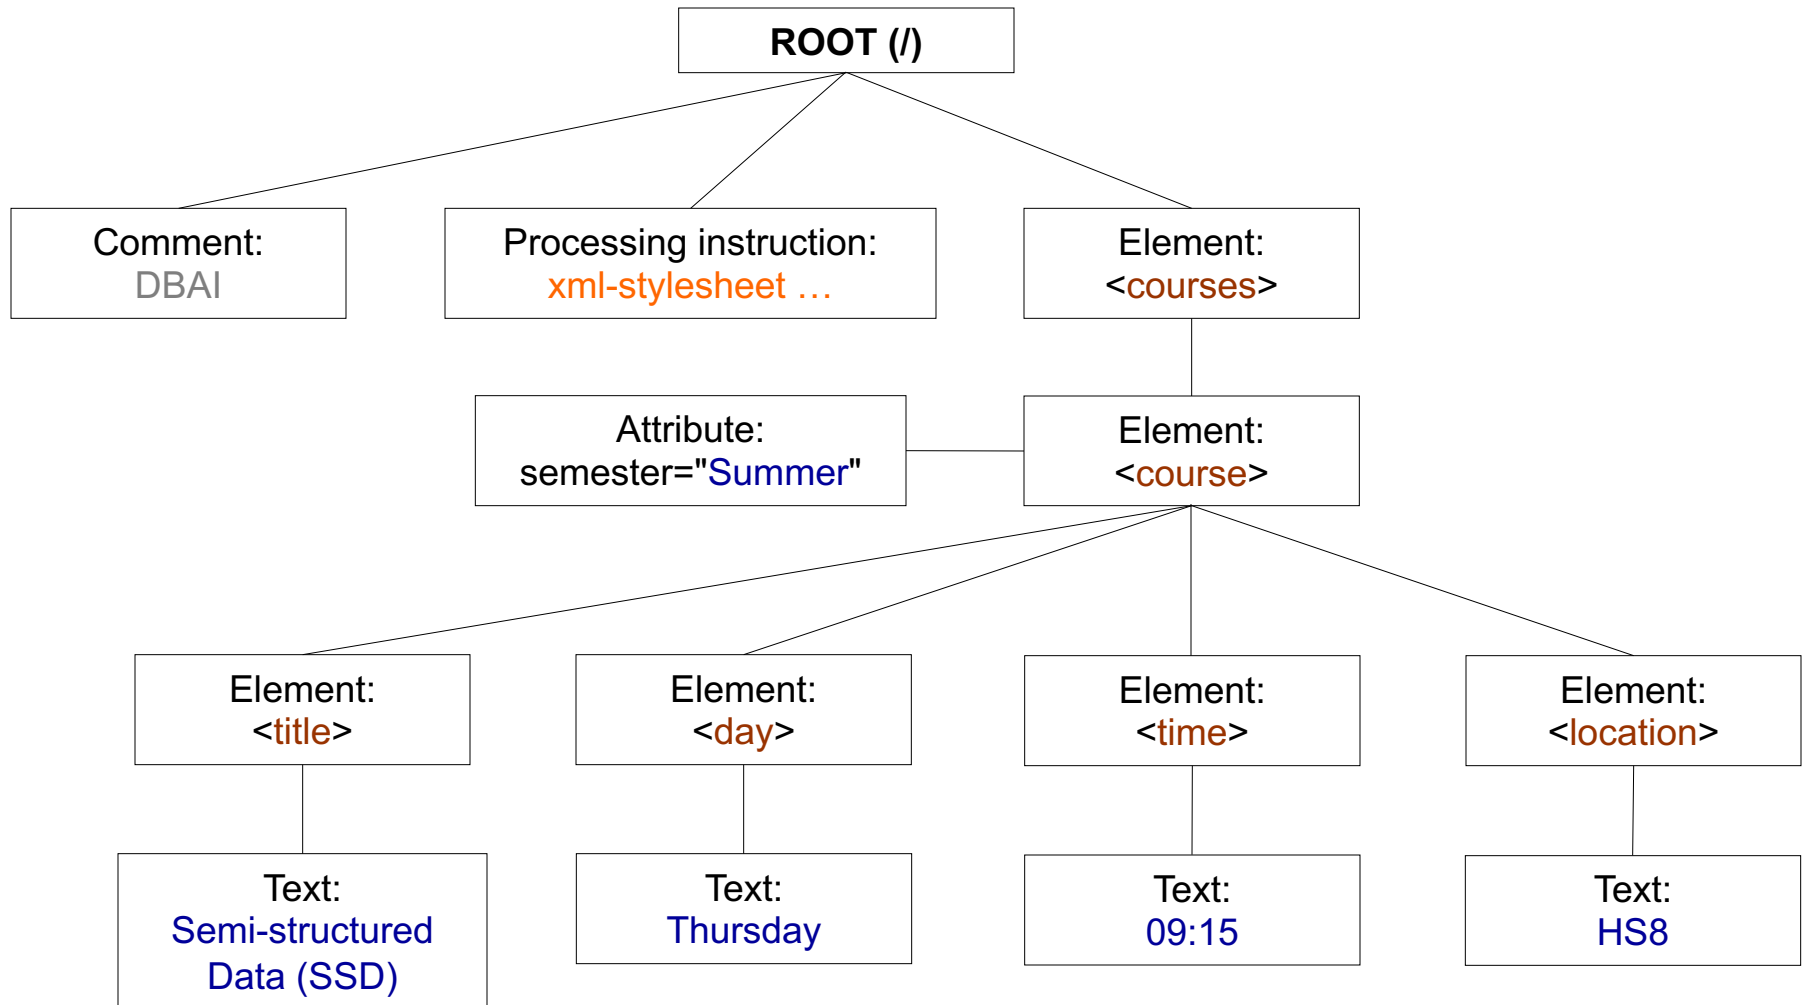 ROOT (/)
Comment:
DBAI
Processing instruction:
xml-stylesheet …
Element:
<courses>
Attribute:
semester="Summer"
Element:
<course>
Element:
<title>
Element:
<day>
Element:
<time>
Element:
<location>
Text:
Semi-structured
Data (SSD)
Text:
Thursday
Text:
09:15
Text:
HS8